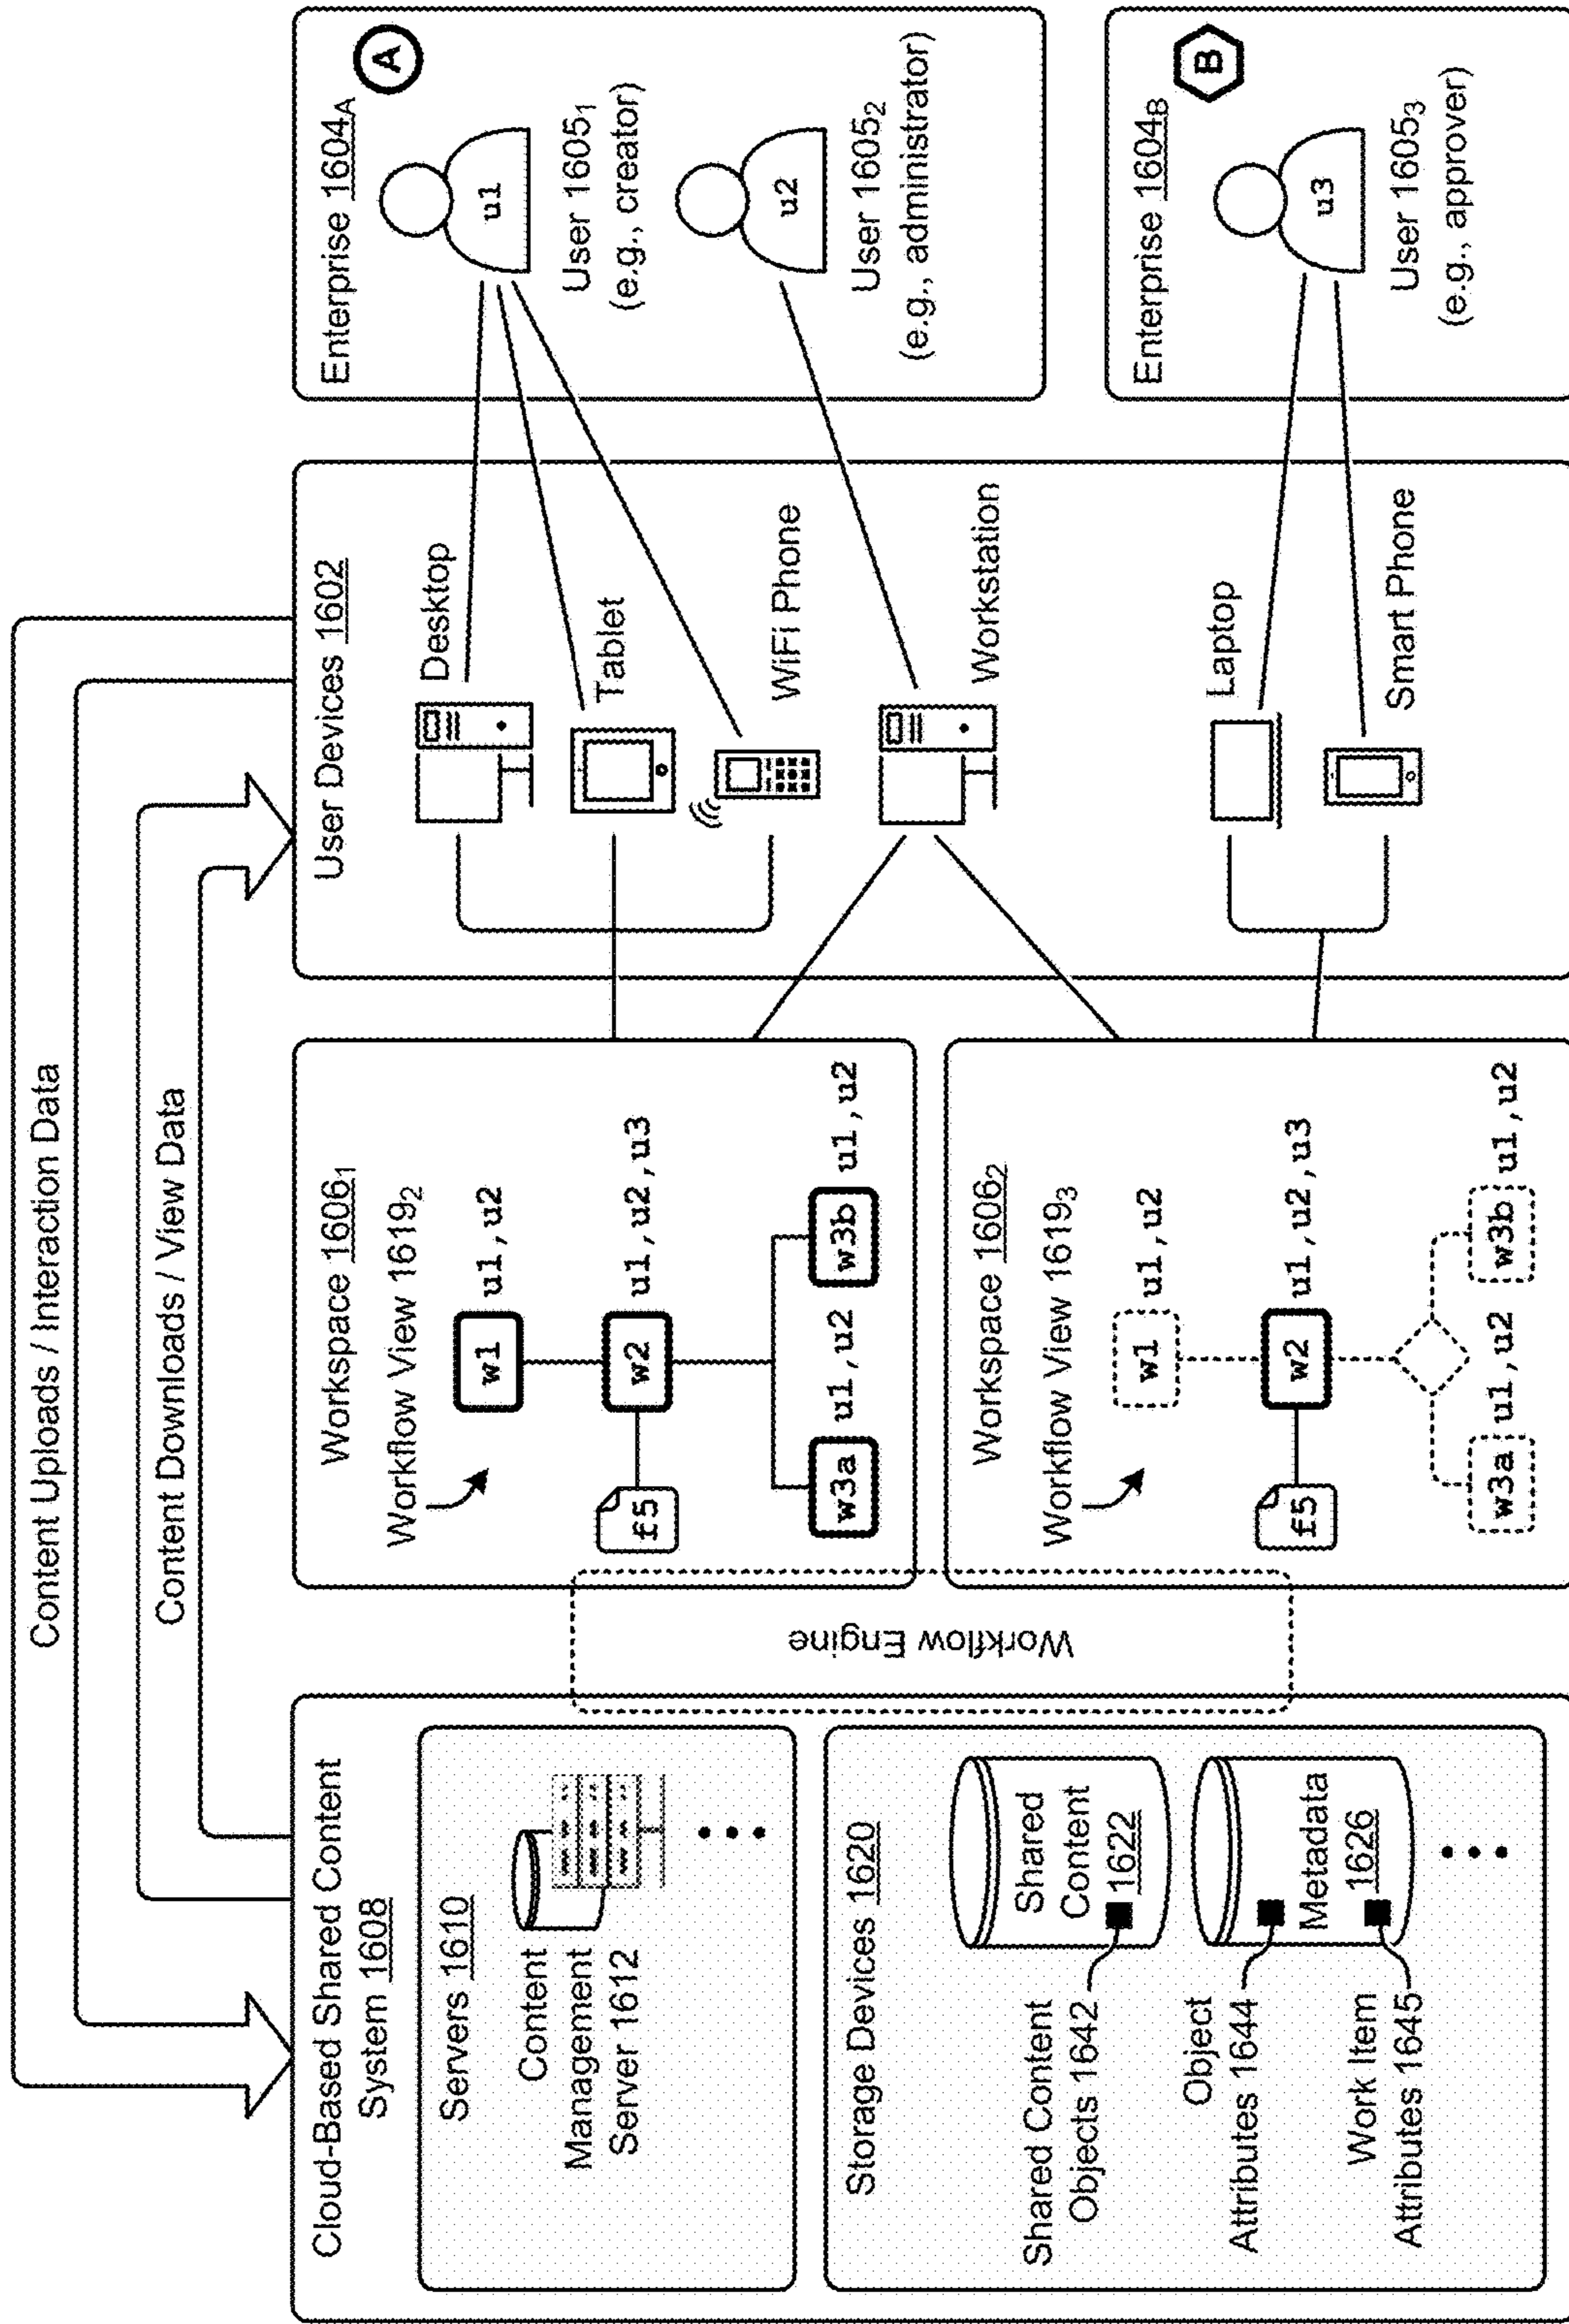 Content Uploads / Interaction Data
Content Downloads / View Data
Cloud-Based Shared Content
System 1608
Servers 1610
Content
Management
Server 1612
Storage Devices 1620
Shared Content
Objects 1642
Shared
Content
1622
Object
Attributes 1644
Metadata
1626
Work Item
Attributes 1645
Workflow Engine
Workspace 1606₁
Workflow View 1619₂
w1 u1,u2
f5 w2 u1,u2,u3
w3a u1,u2 w3b u1,u2
Workspace 1606₂
Workflow View 1619₃
w1 u1,u2
f5 w2 u1,u2,u3
w3a u1,u2 w3b u1,u2
User Devices 1602
Desktop
Tablet
WiFi Phone
Workstation
Laptop
Smart Phone
Enterprise 1604A
A
u1
User 1605₁
(e.g., creator)
u2
User 1605₂
(e.g., administrator)
Enterprise 1604B
B
u3
User 1605₃
(e.g., approver)